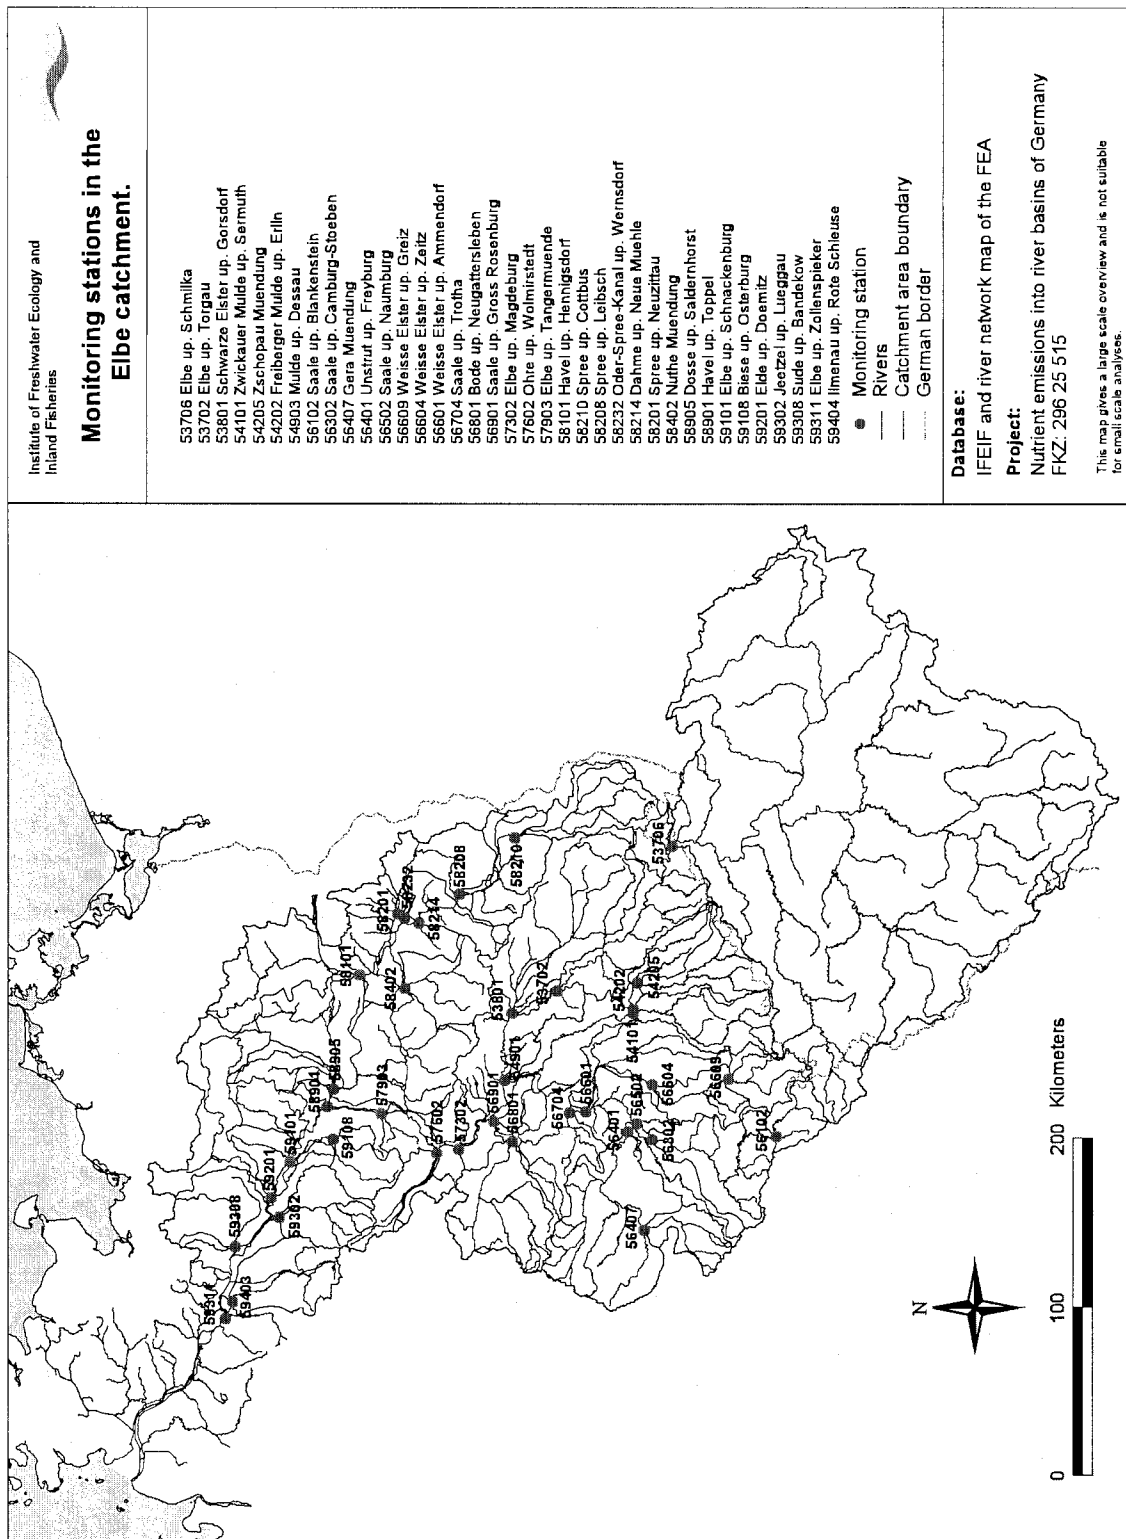 Institute of Freshwater Ecology and
Inland Fisheries
Monitoring stations in the
Elbe catchment.
53706 Elbe up. Schmilka
53702 Elbe up. Torgau
53801 Schwarze Elster up. Gorsdorf
54101 Zwickauer Mulde up. Sermuth
54205 Zschopau Muendung
54202 Freiberger Mulde up. Erlln
54903 Mulde up. Dessau
56102 Saale up. Blankenstein
56302 Saale up. Camburg-Stoeben
56407 Gera Muendung
56401 Unstrut up. Freyburg
56502 Saale up. Naumburg
56609 Weisse Elster up. Greiz
56604 Weisse Elster up. Zeitz
56601 Weisse Elster up. Ammendorf
56704 Saale up. Trotha
56801 Bode up. Neugattersleben
56901 Saale up. Gross Rosenburg
57302 Elbe up. Magdeburg
57602 Ohre up. Wolmirstedt
57903 Elbe up. Tangermuende
58101 Havel up. Hennigsdorf
58210 Spree up. Cottbus
58208 Spree up. Leibsch
58232 Oder-Spree-Kanal up. Wernsdorf
58214 Dahme up. Neue Muehle
58201 Spree up. Neuzittau
58402 Nuthe Muendung
58905 Dosse up. Saldernhorst
58901 Havel up. Toppel
59101 Elbe up. Schnackenburg
59108 Biese up. Osterburg
59201 Elde up. Doemitz
59302 Jeetzel up. Lueggau
59308 Sude up. Bandekow
59311 Elbe up. Zollenspieker
59404 Ilmenau up. Rote Schleuse
Monitoring station
Rivers
Catchment area boundary
German border
Database:
IFEIF and river network map of the FEA
Project:
Nutrient emissions into river basins of Germany
FKZ: 296 25 515
This map gives a large scale overview and is not suitable
for small scale analyses.
59311
59403
59308
59302
59201
59101
59108
58901
58905
57903
57602
57302
56901
56801
54901
58101
58402
58201
58232
58214
58208
58210
53801
53702
53706
54202
54205
54101
56704
56601
56401
56502
56302
56604
56609
56102
56407
N
0 100 200 Kilometers